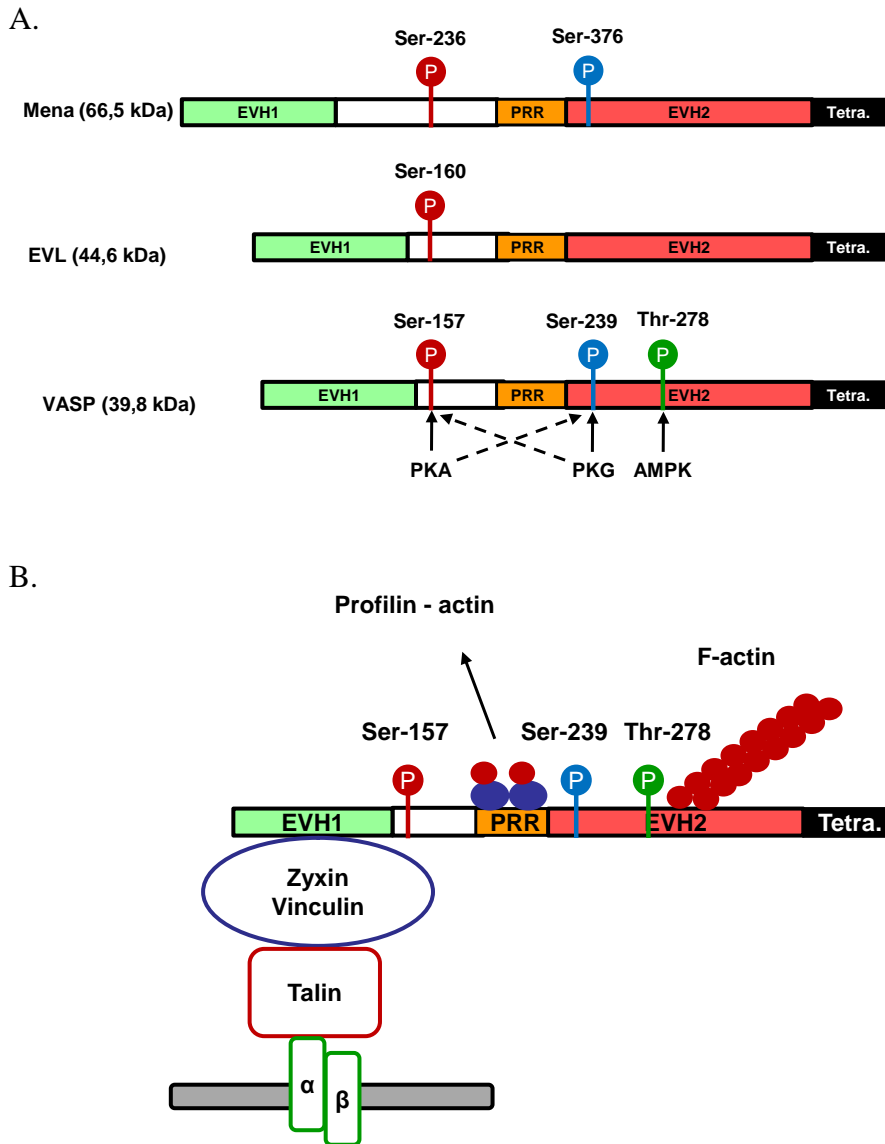 A.
Ser-236 Ser-376
P P
Mena (66,5 kDa) EVH1 PRR EVH2 Tetra.
Ser-160
P
EVL (44,6 kDa) EVH1 PRR EVH2 Tetra.
Ser-157 Ser-239 Thr-278
P P P
VASP (39,8 kDa) EVH1 PRR EVH2 Tetra.
PKA PKG AMPK
B.
Profilin - actin
F-actin
Ser-157 Ser-239 Thr-278
P P P
EVH1 PRR EVH2 Tetra.
Zyxin
Vinculin
Talin
α
β